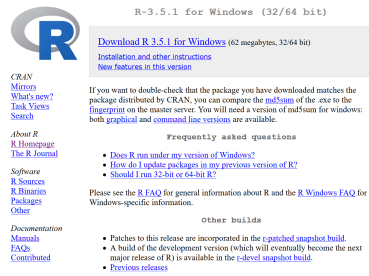 R-3.5.1 for Windows (32/64 bit)
Download R 3.5.1 for Windows (62 megabytes, 32/64 bit)
Installation and other instructions
New features in this version
R
CRAN
Mirrors
What's new?
Task Views
Search
About R
R Homepage
The R Journal
Software
R Sources
R Binaries
Packages
Other
Documentation
Manuals
FAQs
Contributed
If you want to double-check that the package you have downloaded matches the
package distributed by CRAN, you can compare the md5sum of the .exe to the
fingerprint on the master server. You will need a version of md5sum for windows:
both graphical and command line versions are available.
Frequently asked questions
• Does R run under my version of Windows?
• How do I update packages in my previous version of R?
• Should I run 32-bit or 64-bit R?
Please see the R FAQ for general information about R and the R Windows FAQ for
Windows-specific information.
Other builds
• Patches to this release are incorporated in the r-patched snapshot build.
• A build of the development version (which will eventually become the next
major release of R) is available in the r-devel snapshot build.
• Previous releases